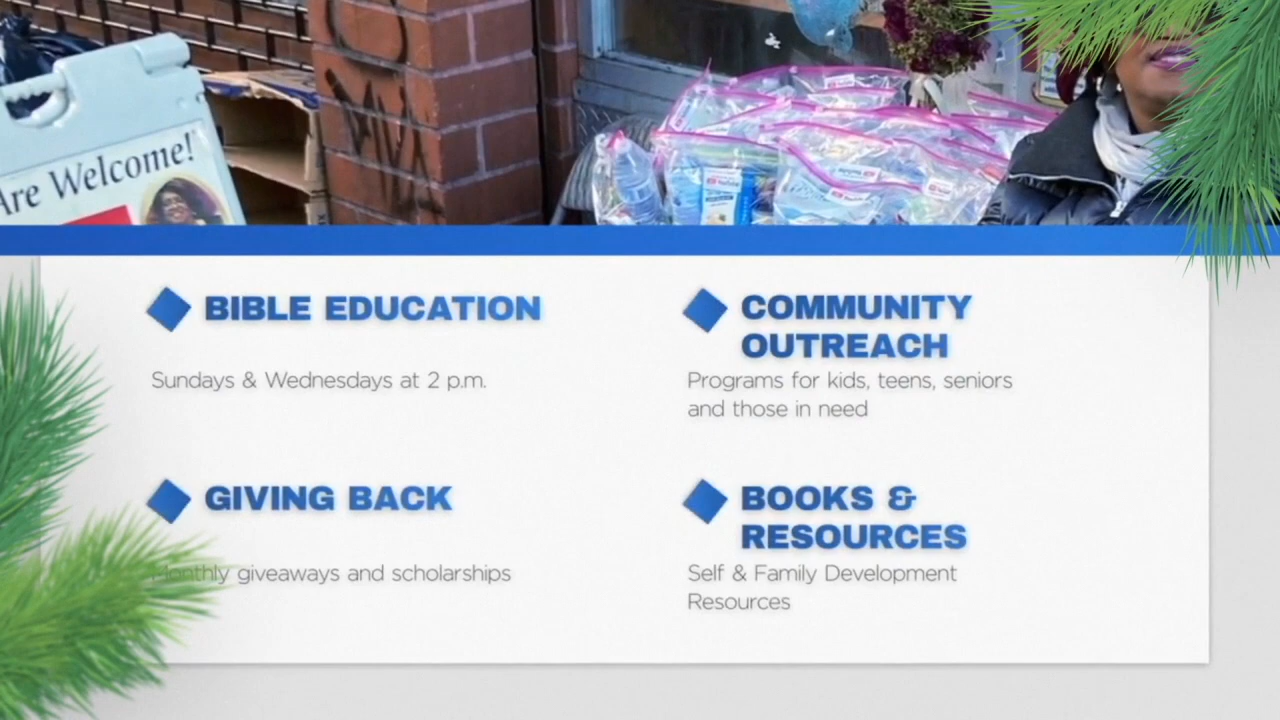 Are Welcome!
BIBLE EDUCATION
Sundays & Wednesdays at 2 p.m.
COMMUNITY
OUTREACH
Programs for kids, teens, seniors
and those in need
GIVING BACK
Monthly giveaways and scholarships
BOOKS &
RESOURCES
Self & Family Development
Resources